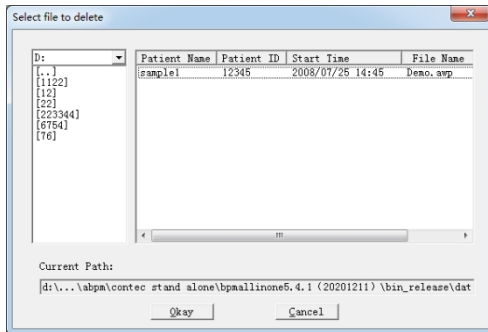 Select file to delete
D:
[..]
[1122]
[12]
[22]
[223344]
[6754]
[76]
Patient Name Patient ID Start Time File Name
sample1 12345 2008/07/25 14:45 Demo.awp
Current Path:
d:\...\abpm\contec stand alone\bpmallinone5.4.1 (20201211) \bin_release\dat
Okay Cancel